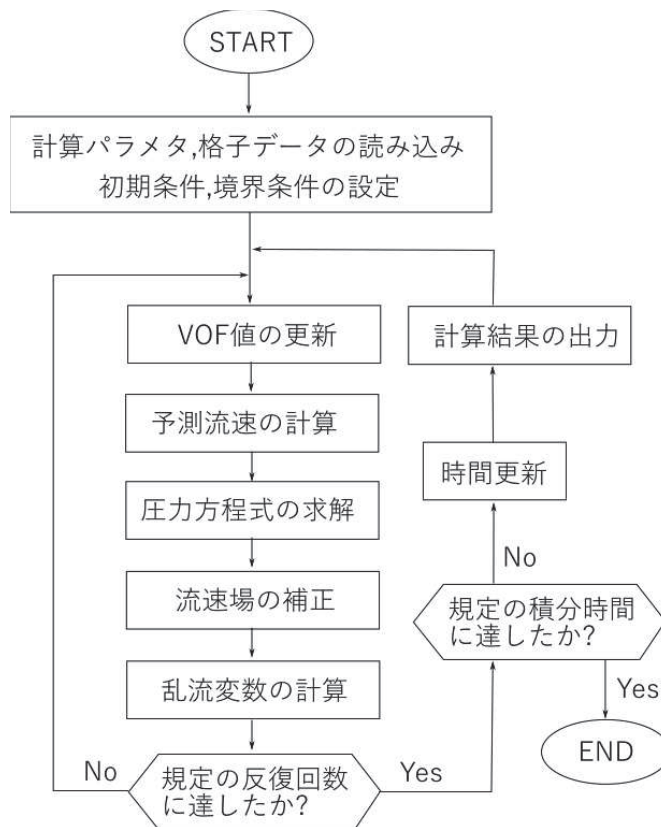 START
計算パラメタ,格子データの読み込み
初期条件,境界条件の設定
VOF値の更新
予測流速の計算
圧力方程式の求解
流速場の補正
乱流変数の計算
規定の反復回数
に達したか?
No
Yes
規定の積分時間
に達したか?
No
Yes
時間更新
計算結果の出力
END